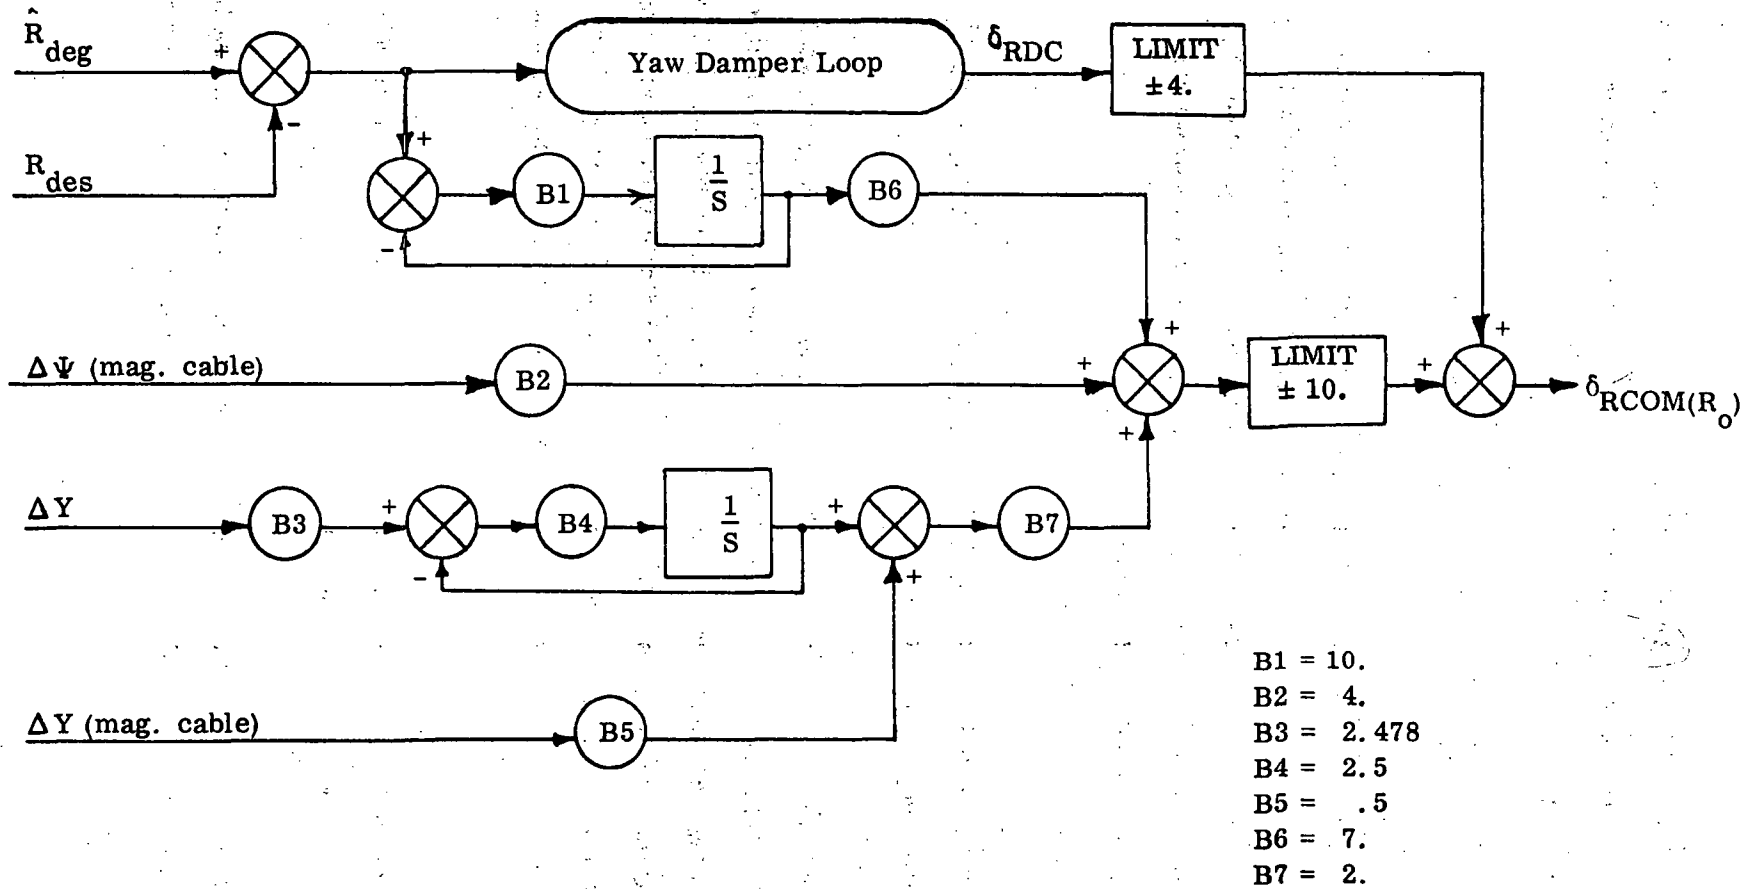 R̂deg
+
Yaw Damper Loop
δRDC
LIMIT
±4.
-
Rdes
+
B1
1
S
B6
-
+
ΔΨ (mag. cable)
B2
+
LIMIT
± 10.
+
+
δRCOM(Ro)
+
ΔY
B3
+
B4
1
S
+
B7
-
+
ΔY (mag. cable)
B5
B1 = 10.
B2 = 4.
B3 = 2.478
B4 = 2.5
B5 = .5
B6 = 7.
B7 = 2.